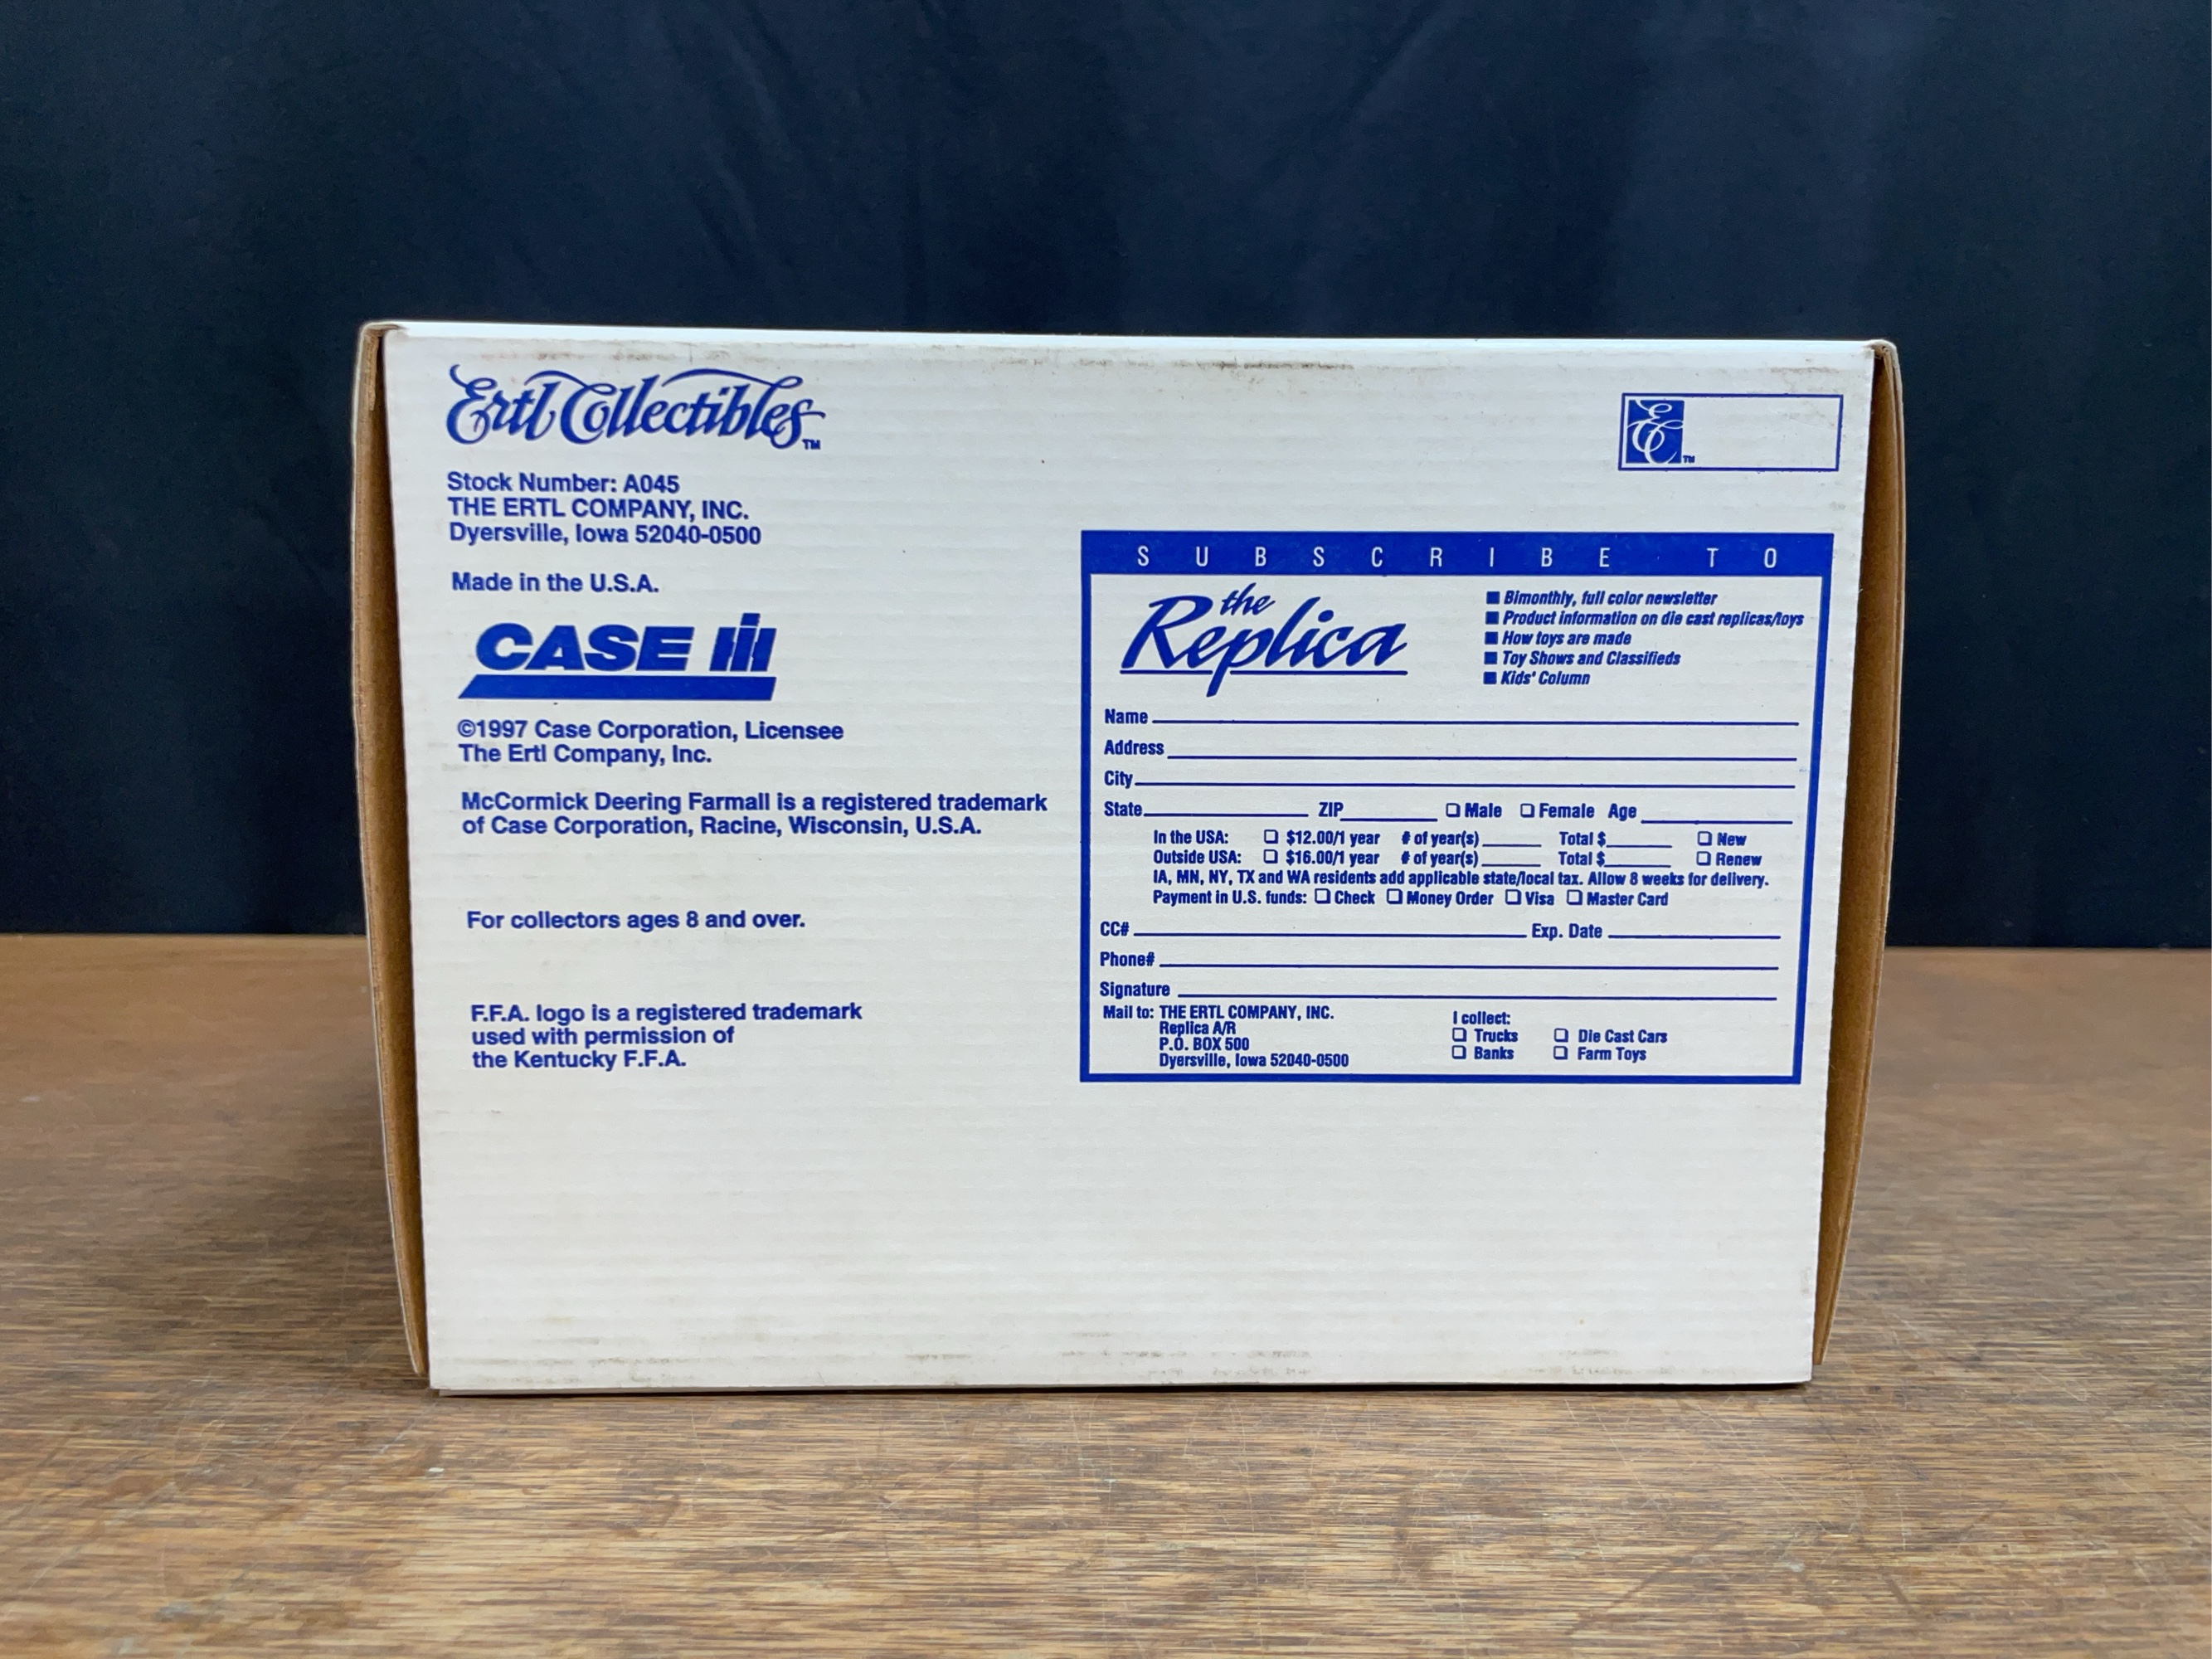 Ertl Collectibles™
Stock Number: A045
THE ERTL COMPANY, INC.
Dyersville, Iowa 52040-0500
Made in the U.S.A.
CASE IH
©1997 Case Corporation, Licensee
The Ertl Company, Inc.
McCormick Deering Farmall is a registered trademark
of Case Corporation, Racine, Wisconsin, U.S.A.
For collectors ages 8 and over.
F.F.A. logo is a registered trademark
used with permission of
the Kentucky F.F.A.
E™
SUBSCRIBE TO
the
Replica
■ Bimonthly, full color newsletter
■ Product information on die cast replicas/toys
■ How toys are made
■ Toy Shows and Classifieds
■ Kids' Column
Name
Address
City
State ZIP ❏ Male ❏ Female Age
In the USA: ❏ $12.00/1 year # of year(s) Total $ ❏ New
Outside USA: ❏ $16.00/1 year # of year(s) Total $ ❏ Renew
IA, MN, NY, TX and WA residents add applicable state/local tax. Allow 8 weeks for delivery.
Payment in U.S. funds: ❏ Check ❏ Money Order ❏ Visa ❏ Master Card
CC# Exp. Date
Phone#
Signature
Mail to: THE ERTL COMPANY, INC.
Replica A/R
P.O. BOX 500
Dyersville, Iowa 52040-0500
I collect:
❏ Trucks ❏ Die Cast Cars
❏ Banks ❏ Farm Toys